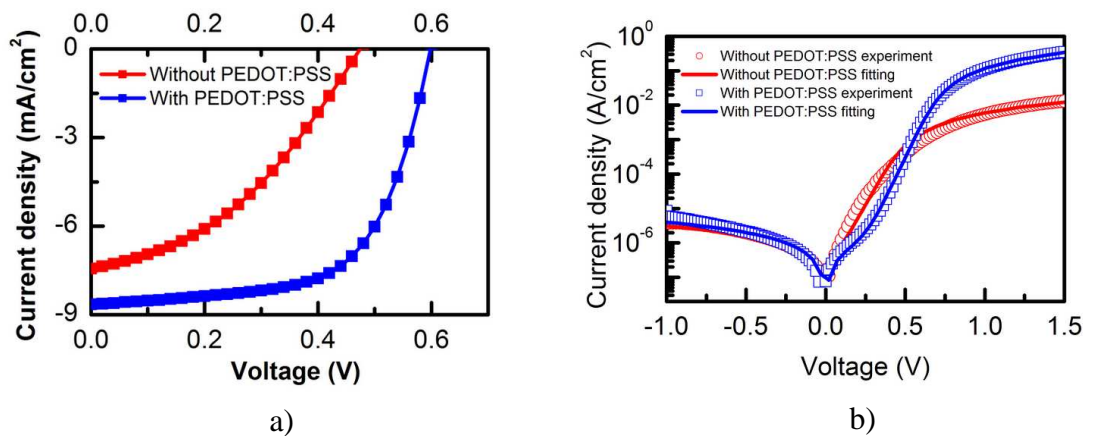 0.0 0.2 0.4 0.6
0
-3
-6
-9
Current density (mA/cm²)
Without PEDOT:PSS
With PEDOT:PSS
0.0 0.2 0.4 0.6
Voltage (V)
a)
10⁰
10⁻²
10⁻⁴
10⁻⁶
Current density (A/cm²)
Without PEDOT:PSS experiment
Without PEDOT:PSS fitting
With PEDOT:PSS experiment
With PEDOT:PSS fitting
-1.0 -0.5 0.0 0.5 1.0 1.5
Voltage (V)
b)